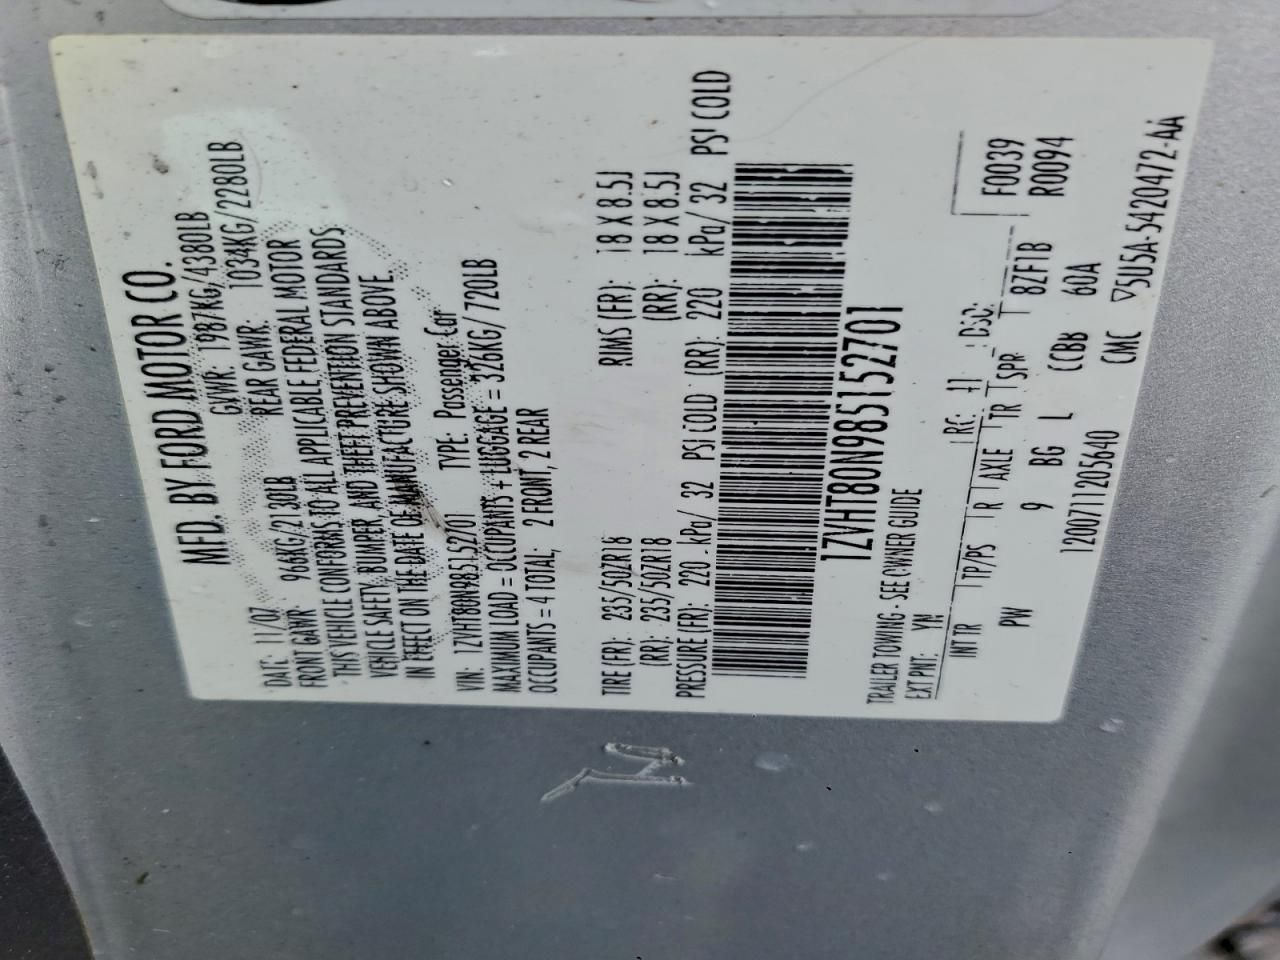 MFD. BY FORD MOTOR CO.
DATE: 11/07 GVWR: 1987KG/4380LB
FRONT GAWR: 966KG/2130LB REAR GAWR: 1034KG/2280LB
THIS VEHICLE CONFORMS TO ALL APPLICABLE FEDERAL MOTOR
VEHICLE SAFETY, BUMPER, AND THEFT PREVENTION STANDARDS
IN EFFECT ON THE DATE OF MANUFACTURE SHOWN ABOVE.
VIN: 1ZVHT80N985152701 TYPE: Passenger Car
MAXIMUM LOAD = OCCUPANTS + LUGGAGE = 326KG/ 720LB
OCCUPANTS = 4 TOTAL, 2 FRONT, 2 REAR
TIRE (FR): 235/50ZR18 RIMS (FR): 18 X 8.5J
(RR): 235/50ZR18 (RR): 18 X 8.5J
PRESSURE (FR): 220 kPa/ 32 PSI COLD (RR): 220 kPa/ 32 PSI COLD
1ZVHT80N985152701
TRAILER TOWING - SEE OWNER GUIDE
EXT PNT: YN RC: 41 DSO: F0039
INT TR TP/PS R AXLE TR SPR 8ZF1B R0094
PW 9 BG L CCBB 60A
120071205640 CMC ▽5U5A-5420472-AA